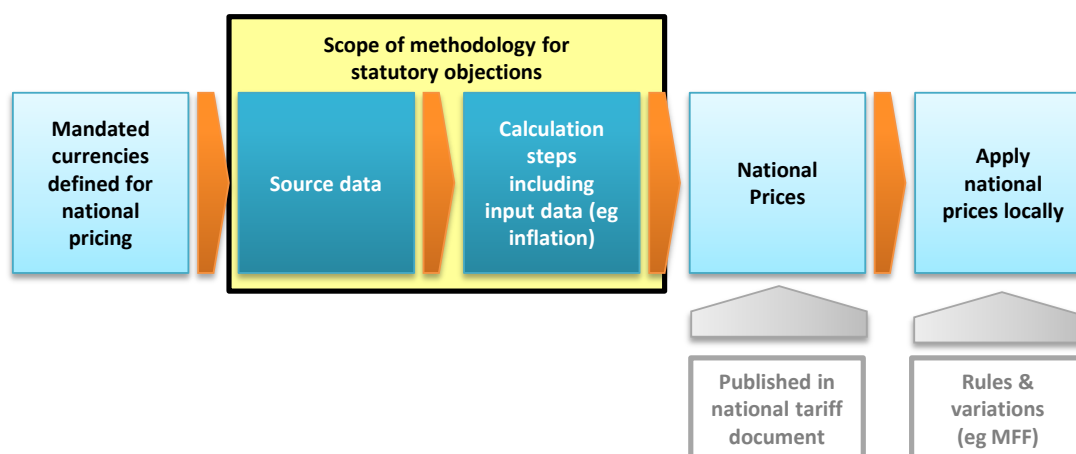 Scope of methodology for
statutory objections
Mandated
currencies
defined for
national
pricing
Source data
Calculation
steps
including
input data (eg
inflation)
National
Prices
Apply
national
prices locally
Published in
national tariff
document
Rules &
variations
(eg MFF)